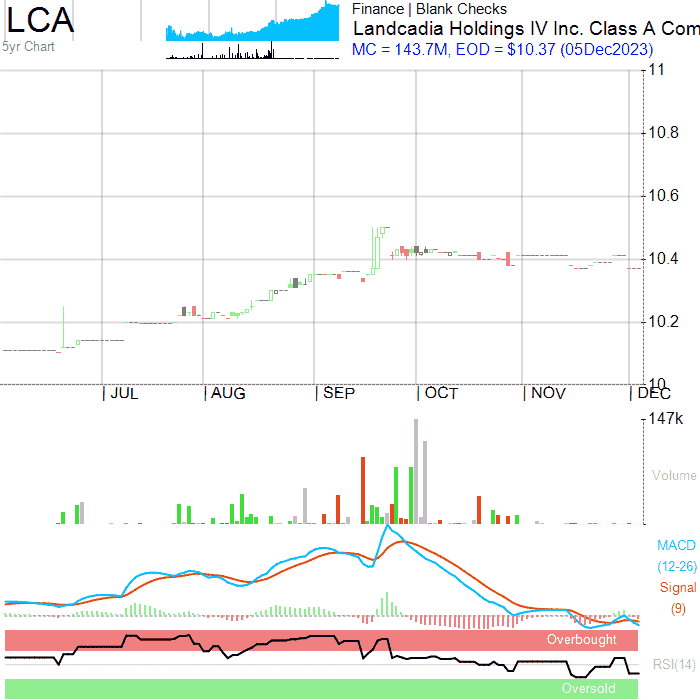 LCA
5yr Chart
Finance | Blank Checks
Landcadia Holdings IV Inc. Class A Com
MC = 143.7M, EOD = $10.37 (05Dec2023)
11
10.8
10.6
10.4
10.2
10
JUL
AUG
SEP
OCT
NOV
DEC
147k
Volume
MACD
(12-26)
Signal
(9)
Overbought
RSI(14)
Oversold